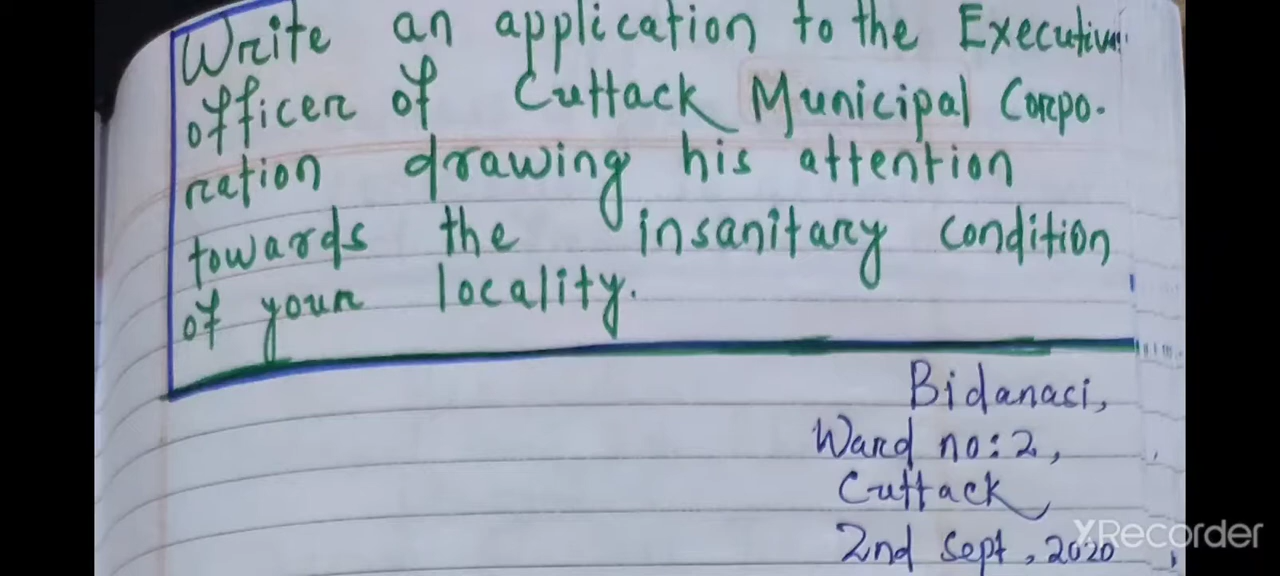 Write an application to the Executive
officer of Cuttack Municipal Corpo-
ration drawing his attention
towards the insanitary condition
of your locality.
Bidanasi,
Ward no: 2,
Cuttack
2nd Sept, 2020
XRecorder